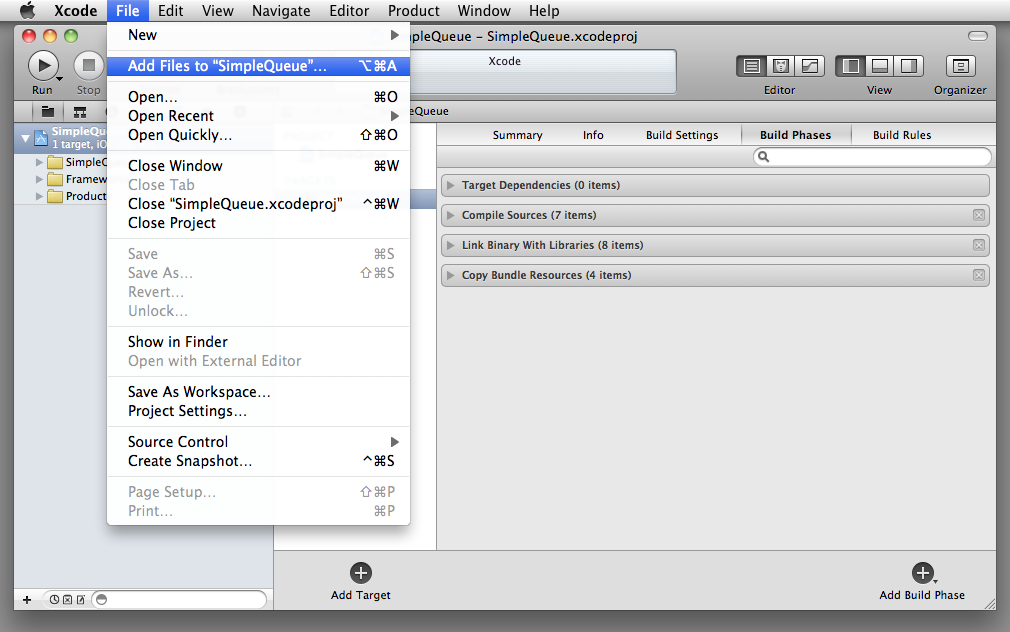 Xcode File Edit View Navigate Editor Product Window Help
pleQueue – SimpleQueue.xcodeproj
Xcode
Run Stop Editor View Organizer
New
Add Files to “SimpleQueue”… ⌥⌘A
Open… ⌘O
Open Recent
Open Quickly… ⇧⌘O
Close Window ⌘W
Close Tab
Close “SimpleQueue.xcodeproj” ^⌘W
Close Project
Save ⌘S
Save As… ⇧⌘S
Revert…
Unlock…
Show in Finder
Open with External Editor
Save As Workspace…
Project Settings…
Source Control
Create Snapshot… ^⌘S
Page Setup… ⇧⌘P
Print… ⌘P
SimpleQu
1 target, iO
SimpleQ
Framew
Product
eQueue
Summary Info Build Settings Build Phases Build Rules
Target Dependencies (0 items)
Compile Sources (7 items)
Link Binary With Libraries (8 items)
Copy Bundle Resources (4 items)
Add Target Add Build Phase